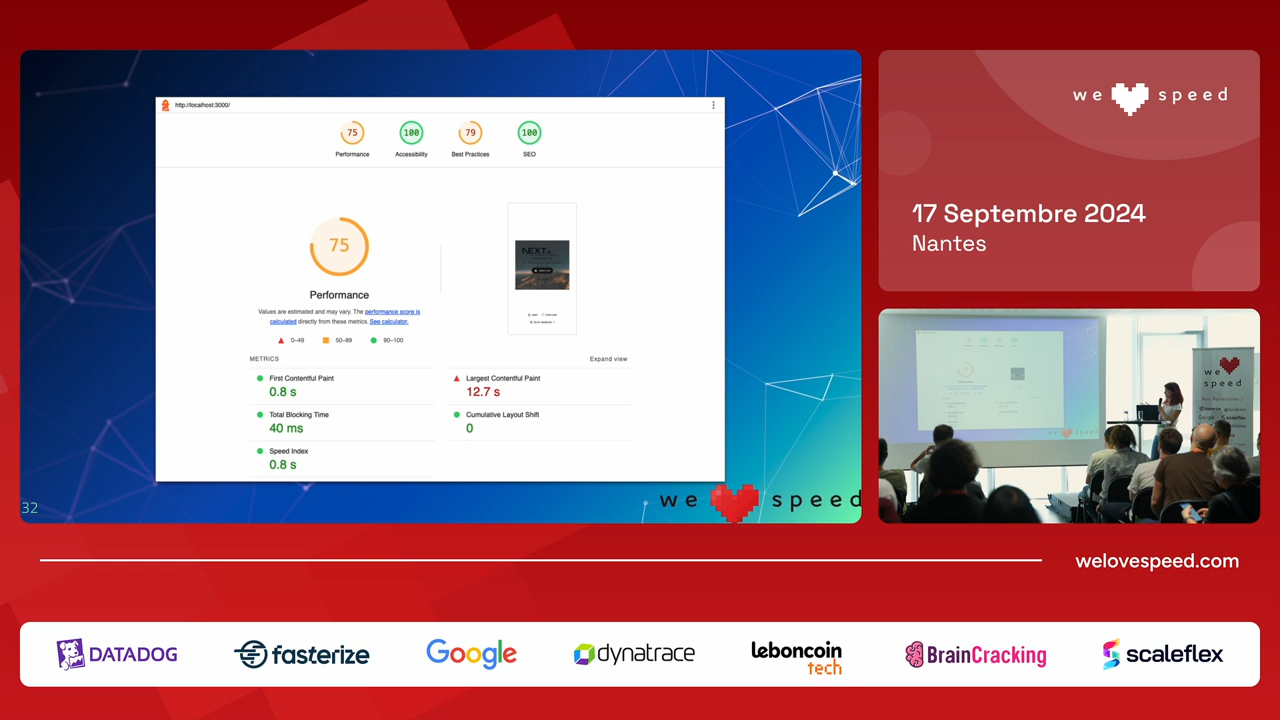 http://localhost:3000/
75
100
79
100
Performance
Accessibility
Best Practices
SEO
75
Performance
Values are estimated and may vary. The performance score is
calculated directly from these metrics. See calculator.
0–49
50–89
90–100
NEXT
METRICS
Expand view
First Contentful Paint
0.8 s
Largest Contentful Paint
12.7 s
Total Blocking Time
40 ms
Cumulative Layout Shift
0
Speed Index
0.8 s
32
we speed
we speed
17 Septembre 2024
Nantes
we
speed
welovespeed.com
DATADOG
fasterize
Google
dynatrace
leboncoin
tech
BrainCracking
scaleflex